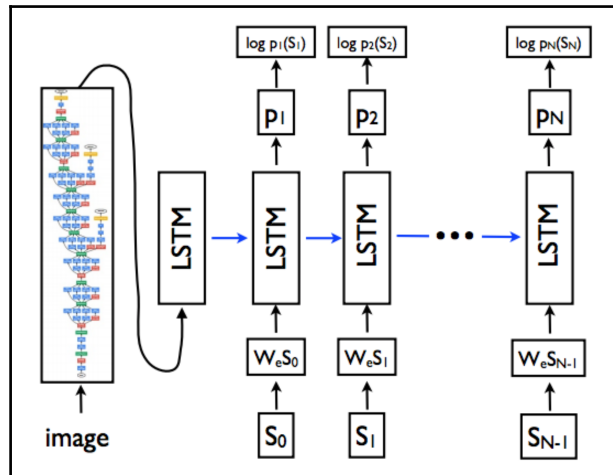 log p1(S1) log p2(S2) log pN(SN)
p1 p2 pN
LSTM LSTM LSTM LSTM
WeS0 WeS1 WeSN-1
image S0 S1 SN-1